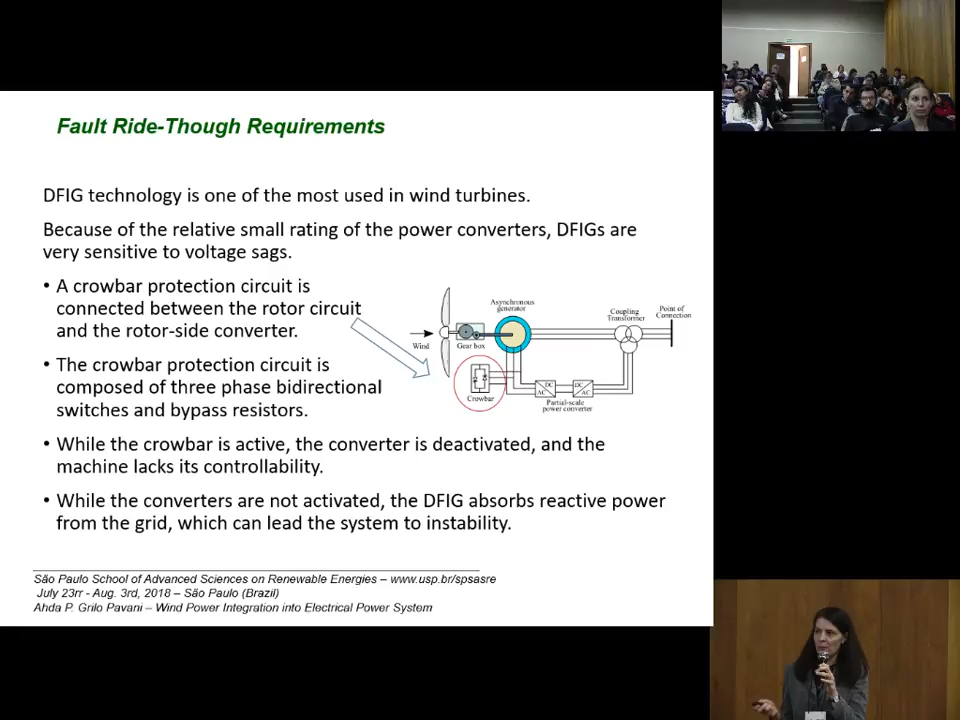 Fault Ride-Though Requirements
DFIG technology is one of the most used in wind turbines.
Because of the relative small rating of the power converters, DFIGs are
very sensitive to voltage sags.
• A crowbar protection circuit is
connected between the rotor circuit
and the rotor-side converter.
• The crowbar protection circuit is
composed of three phase bidirectional
switches and bypass resistors.
• While the crowbar is active, the converter is deactivated, and the
machine lacks its controllability.
• While the converters are not activated, the DFIG absorbs reactive power
from the grid, which can lead the system to instability.
Asynchronous
generator
Coupling
Transformer
Point of
Connection
Wind
Gear box
Crowbar
DC
AC
DC
AC
Partial-scale
power converter
São Paulo School of Advanced Sciences on Renewable Energies – www.usp.br/spsasre
July 23rr - Aug. 3rd, 2018 – São Paulo (Brazil)
Ahda P. Grilo Pavani – Wind Power Integration into Electrical Power System